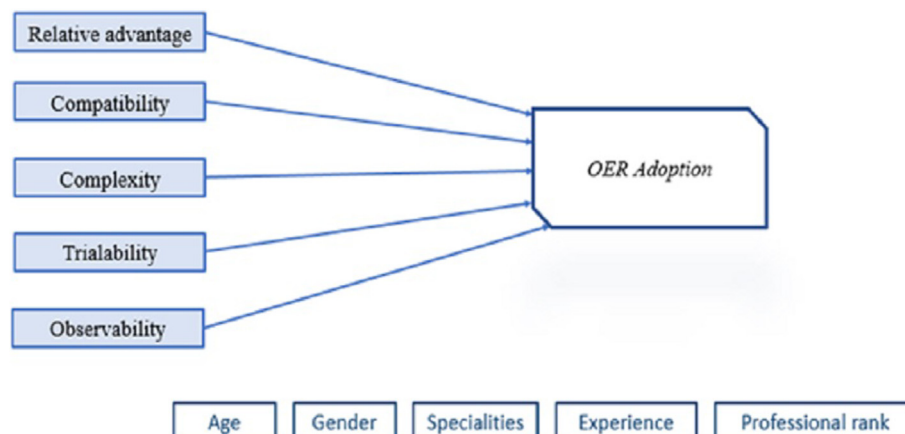 Relative advantage
Compatibility
Complexity
Trialability
Observability
OER Adoption
Age
Gender
Specialities
Experience
Professional rank